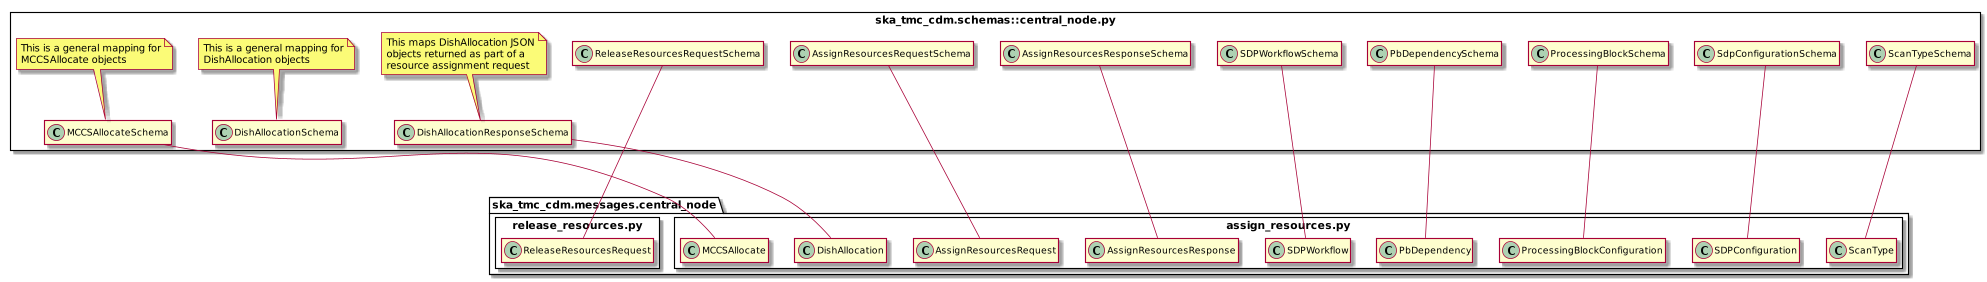 ska_tmc_cdm.schemas::central_node.py
This is a general mapping for
MCCSAllocate objects
This is a general mapping for
DishAllocation objects
This maps DishAllocation JSON
objects returned as part of a
resource assignment request
C ReleaseResourcesRequestSchema
C AssignResourcesRequestSchema
C AssignResourcesResponseSchema
C SDPWorkflowSchema
C PbDependencySchema
C ProcessingBlockSchema
C SdpConfigurationSchema
C ScanTypeSchema
C MCCSAllocateSchema
C DishAllocationSchema
C DishAllocationResponseSchema
ska_tmc_cdm.messages.central_node
release_resources.py
assign_resources.py
C ReleaseResourcesRequest
C MCCSAllocate
C DishAllocation
C AssignResourcesRequest
C AssignResourcesResponse
C SDPWorkflow
C PbDependency
C ProcessingBlockConfiguration
C SDPConfiguration
C ScanType